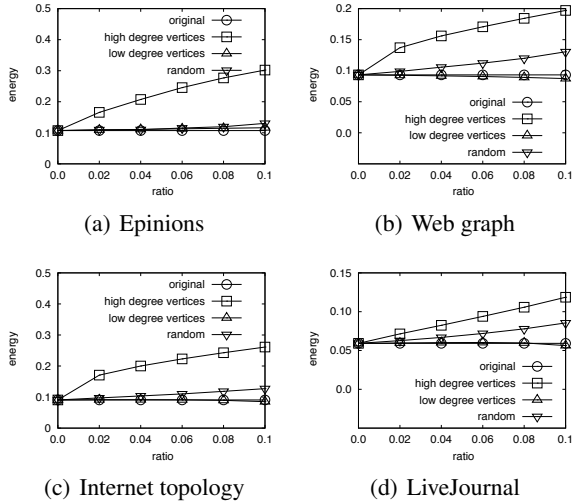 0.5
0.4
0.3
0.2
0.1
0
energy
0.0 0.02 0.04 0.06 0.08 0.1
ratio
original
high degree vertices
low degree vertices
random
(a) Epinions
0.2
0.15
0.1
0.05
0.0
energy
0.0 0.02 0.04 0.06 0.08 0.1
ratio
original
high degree vertices
low degree vertices
random
(b) Web graph
0.5
0.4
0.3
0.2
0.1
0
energy
0.0 0.02 0.04 0.06 0.08 0.1
ratio
original
high degree vertices
low degree vertices
random
(c) Internet topology
0.15
0.10
0.05
0.0
energy
0.0 0.02 0.04 0.06 0.08 0.1
ratio
original
high degree vertices
low degree vertices
random
(d) LiveJournal